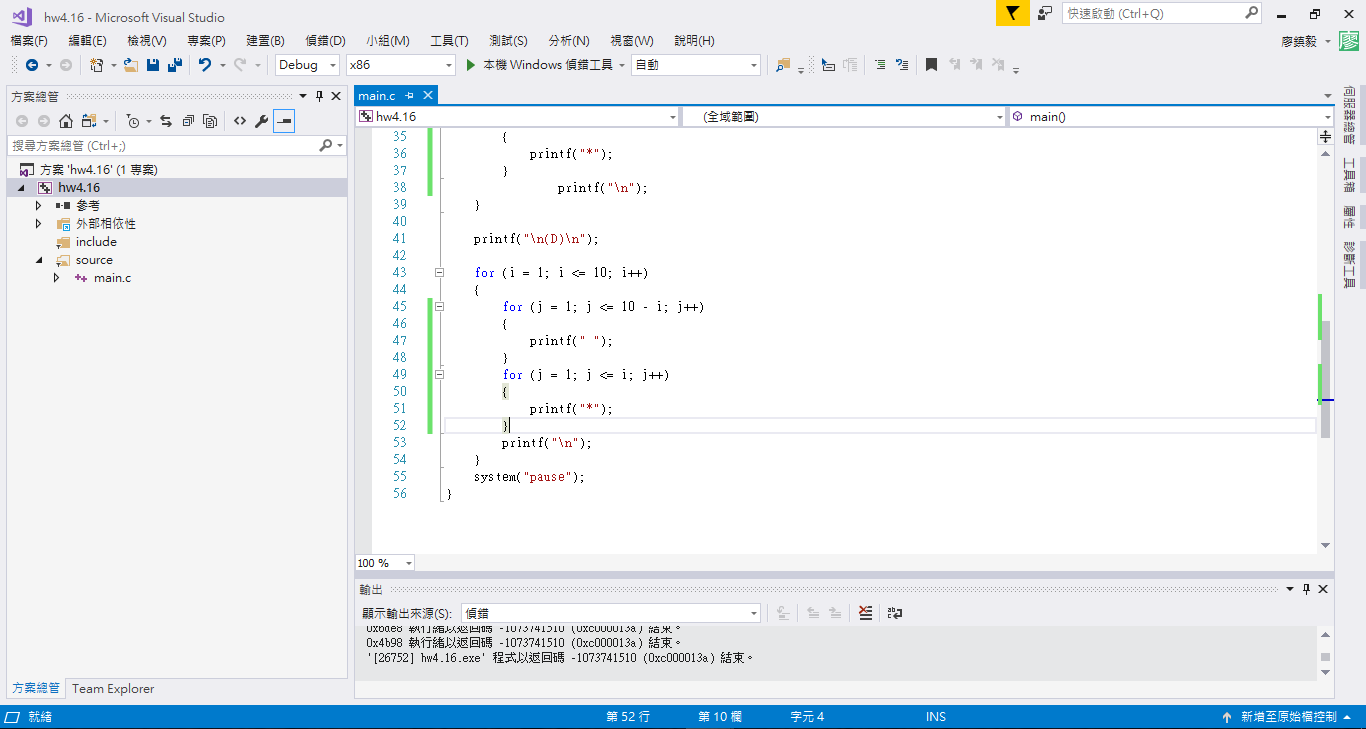 hw4.16 - Microsoft Visual Studio
快速啟動 (Ctrl+Q)
檔案(F) 編輯(E) 檢視(V) 專案(P) 建置(B) 偵錯(D) 小組(M) 工具(T) 測試(S) 分析(N) 視窗(W) 說明(H)
Debug x86 本機 Windows 偵錯工具 自動
方案總管
搜尋方案總管 (Ctrl+;)
方案 'hw4.16' (1 專案)
hw4.16
參考
外部相依性
include
source
main.c
方案總管 Team Explorer
main.c
hw4.16 (全域範圍) main()
35 {
36 printf("*");
37 }
38 printf("\n");
39 }
40
41 printf("\n(D)\n");
42
43 for (i = 1; i <= 10; i++)
44 {
45 for (j = 1; j <= 10 - i; j++)
46 {
47 printf(" ");
48 }
49 for (j = 1; j <= i; j++)
50 {
51 printf("*");
52 }
53 printf("\n");
54 }
55 system("pause");
56 }
100 %
輸出
顯示輸出來源(S): 偵錯
0x6de8 執行緒以返回碼 -1073741510 (0xc000013a) 結束。
0x4b98 執行緒以返回碼 -1073741510 (0xc000013a) 結束。
'[26752] hw4.16.exe' 程式以返回碼 -1073741510 (0xc000013a) 結束。
伺服器總管
工具箱
屬性
診斷工具
就緒 第 52 行 第 10 欄 字元 4 INS 新增至原始檔控制